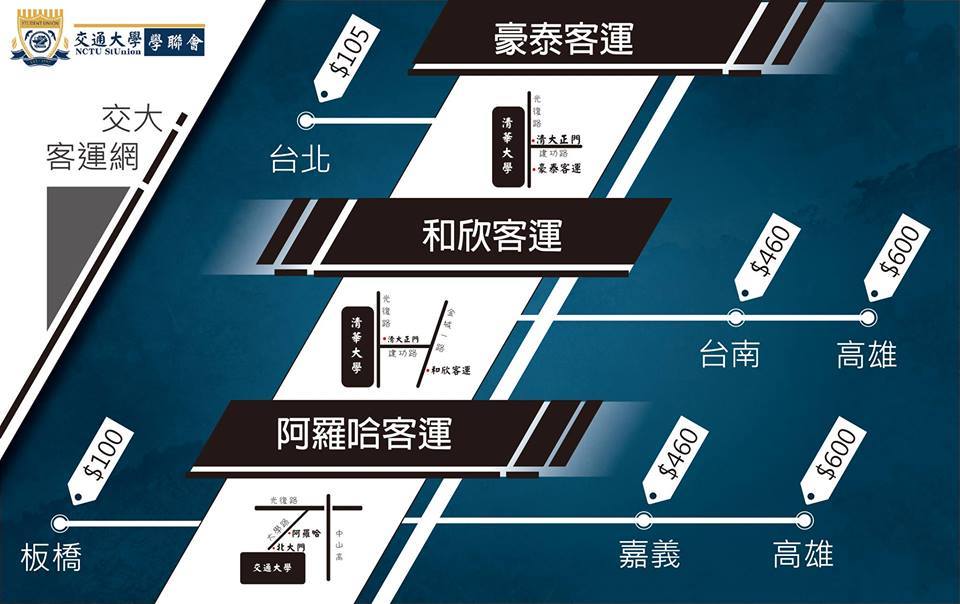 STUDENT UNION
交通大學
NCTU StUnion
學聯會
交大
客運網
豪泰客運
$105
台北
光復路
清華大學
清大正門
建功路
豪泰客運
和欣客運
$460
$600
台南
高雄
光復路
金城一路
清華大學
清大正門
建功路
和欣客運
阿羅哈客運
$100
$460
$600
板橋
嘉義
高雄
光復路
大學路
阿羅哈
北大門
中山高
交通大學